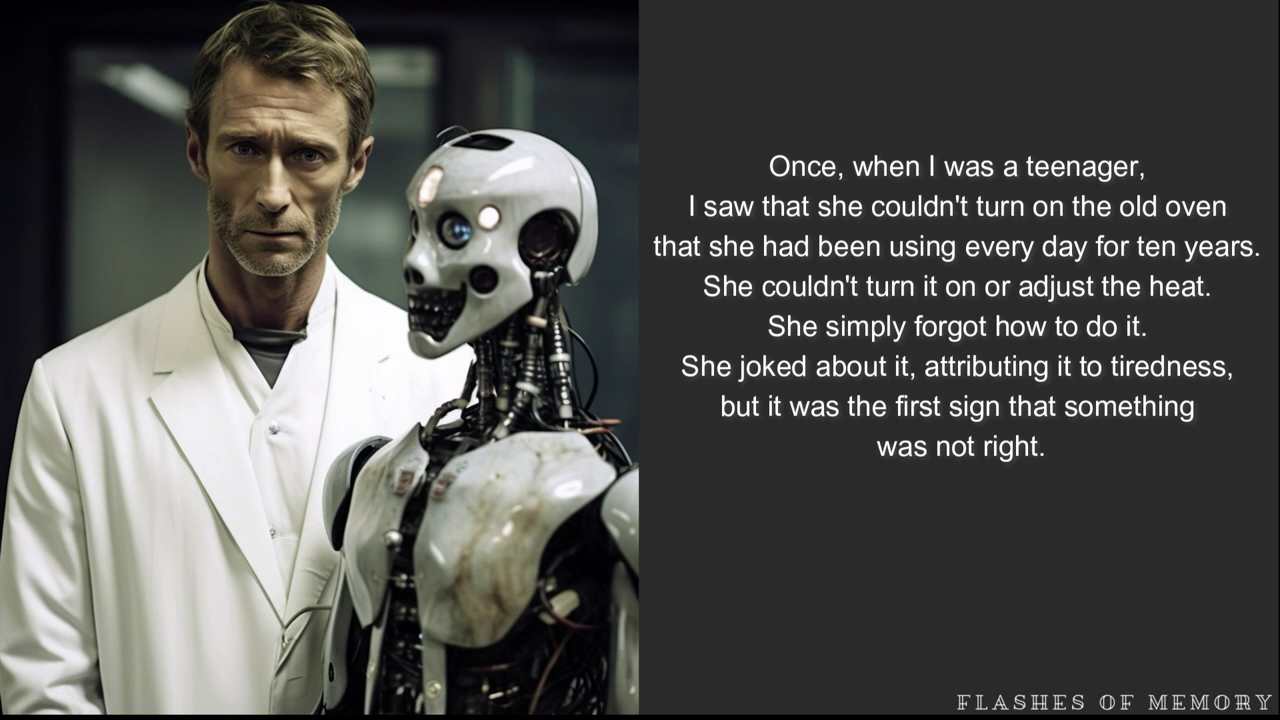 Once, when I was a teenager,
I saw that she couldn't turn on the old oven
that she had been using every day for ten years.
She couldn't turn it on or adjust the heat.
She simply forgot how to do it.
She joked about it, attributing it to tiredness,
but it was the first sign that something
was not right.
FLASHES OF MEMORY